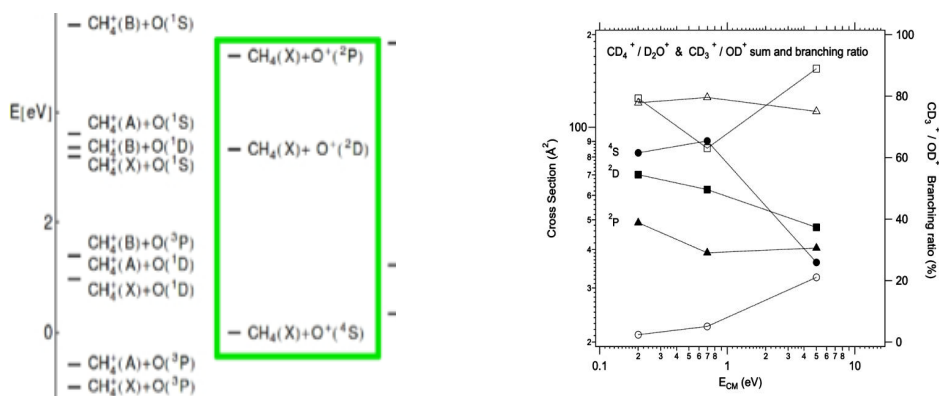 CH₄⁺(B)+O(¹S)
CH₄(X)+O⁺(²P)
E[eV]
CH₄⁺(A)+O(¹S)
CH₄⁺(B)+O(¹D)
CH₄⁺(X)+O(¹S)
CH₄(X)+ O⁺(²D)
2
CH₄⁺(B)+O(³P)
CH₄⁺(A)+O(¹D)
CH₄⁺(X)+O(¹D)
0
CH₄(X)+O⁺(⁴S)
CH₄⁺(A)+O(³P)
CH₄⁺(X)+O(³P)
CD₄⁺ / D₂O⁺ & CD₃⁺ / OD⁺ sum and branching ratio
Cross Section (Å²)
2
100
9
8
7
6
5
4
3
2
⁴S
²D
²P
0.1
2
3
4
5
6
7
8
1
2
3
4
5
6
7
8
10
E_CM (eV)
100
80
60
40
20
0
CD₃⁺ / OD⁺ Branching ratio (%)